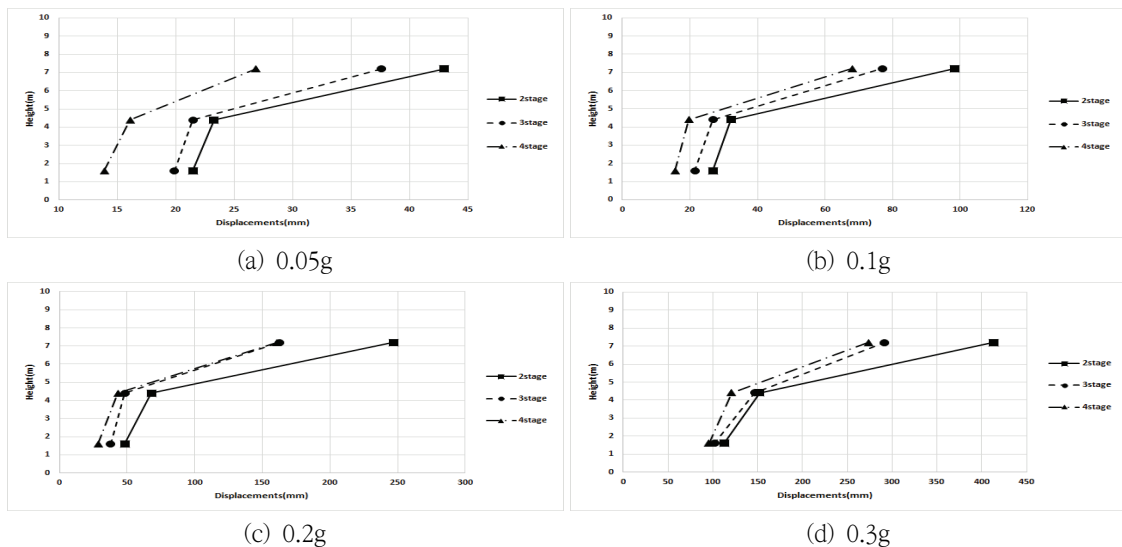 10
9
8
7
6
5
4
3
2
1
0
Height(m)
10 15 20 25 30 35 40 45
Displacements(mm)
2stage
3stage
4stage
(a) 0.05g
10
9
8
7
6
5
4
3
2
1
0
Height(m)
0 20 40 60 80 100 120
Displacements(mm)
2stage
3stage
4stage
(b) 0.1g
10
9
8
7
6
5
4
3
2
1
0
Height(m)
0 50 100 150 200 250 300
Displacements(mm)
2stage
3stage
4stage
(c) 0.2g
10
9
8
7
6
5
4
3
2
1
0
Height(m)
0 50 100 150 200 250 300 350 400 450
Displacements(mm)
2stage
3stage
4stage
(d) 0.3g